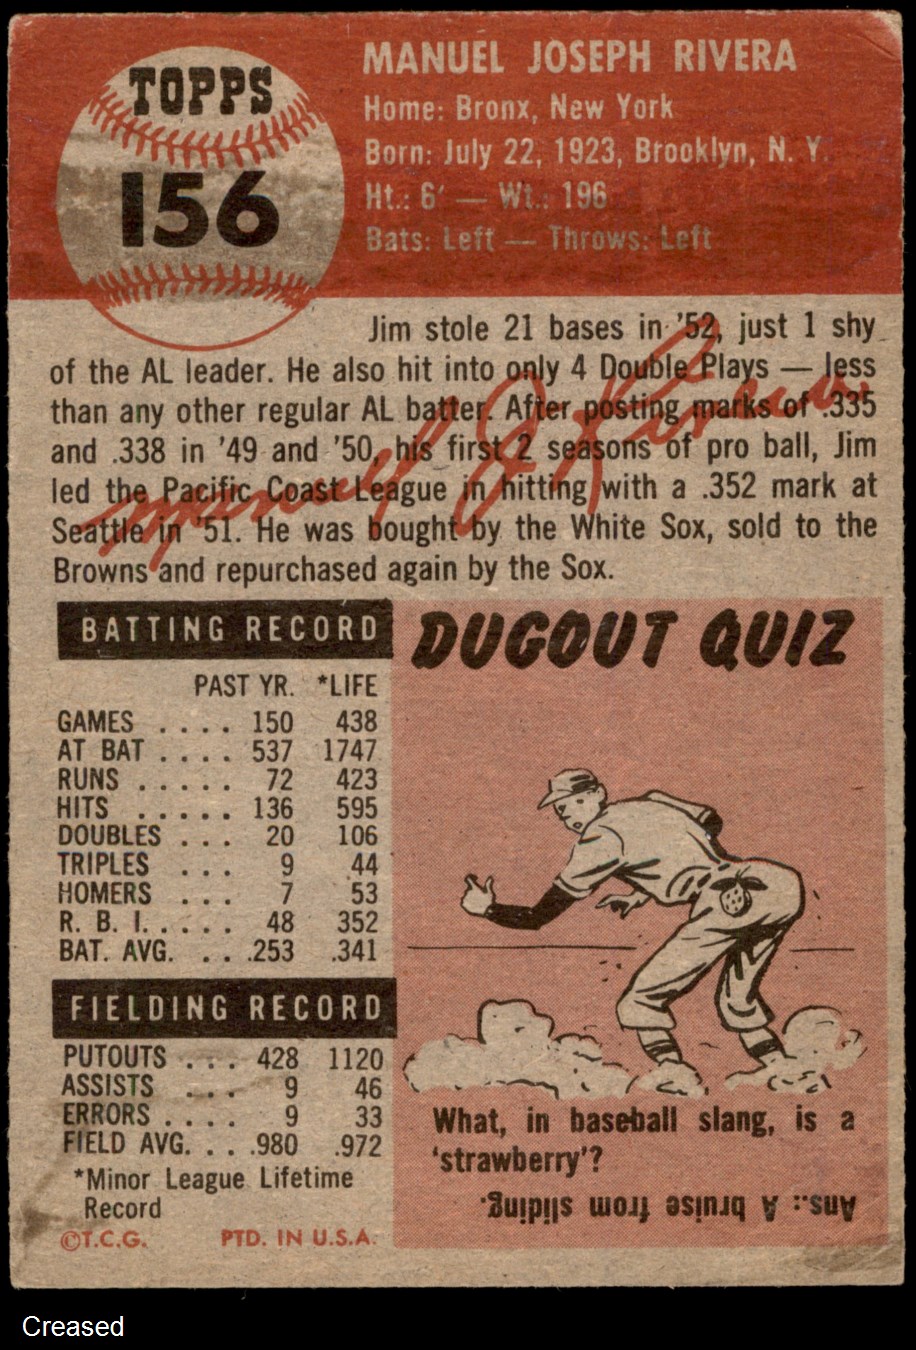 TOPPS
156
MANUEL JOSEPH RIVERA
Home: Bronx, New York
Born: July 22, 1923, Brooklyn, N. Y.
Ht.: 6' — Wt.: 196
Bats: Left — Throws: Left
Jim stole 21 bases in '52, just 1 shy
of the AL leader. He also hit into only 4 Double Plays — less
than any other regular AL batter. After posting marks of .335
and .338 in '49 and '50, his first 2 seasons of pro ball, Jim
led the Pacific Coast League in hitting with a .352 mark at
Seattle in '51. He was bought by the White Sox, sold to the
Browns and repurchased again by the Sox.
Manuel J. Rivera
BATTING RECORD
PAST YR. *LIFE
GAMES .... 150 438
AT BAT .... 537 1747
RUNS ..... 72 423
HITS ..... 136 595
DOUBLES ... 20 106
TRIPLES ... 9 44
HOMERS ... 7 53
R. B. I. .... 48 352
BAT. AVG. ... .253 .341
FIELDING RECORD
PUTOUTS ... 428 1120
ASSISTS ... 9 46
ERRORS .... 9 33
FIELD AVG. ... .980 .972
*Minor League Lifetime
Record
©T.C.G. PTD. IN U.S.A.
DUGOUT QUIZ
What, in baseball slang, is a
'strawberry'?
Ans.: A bruise from sliding.
Creased